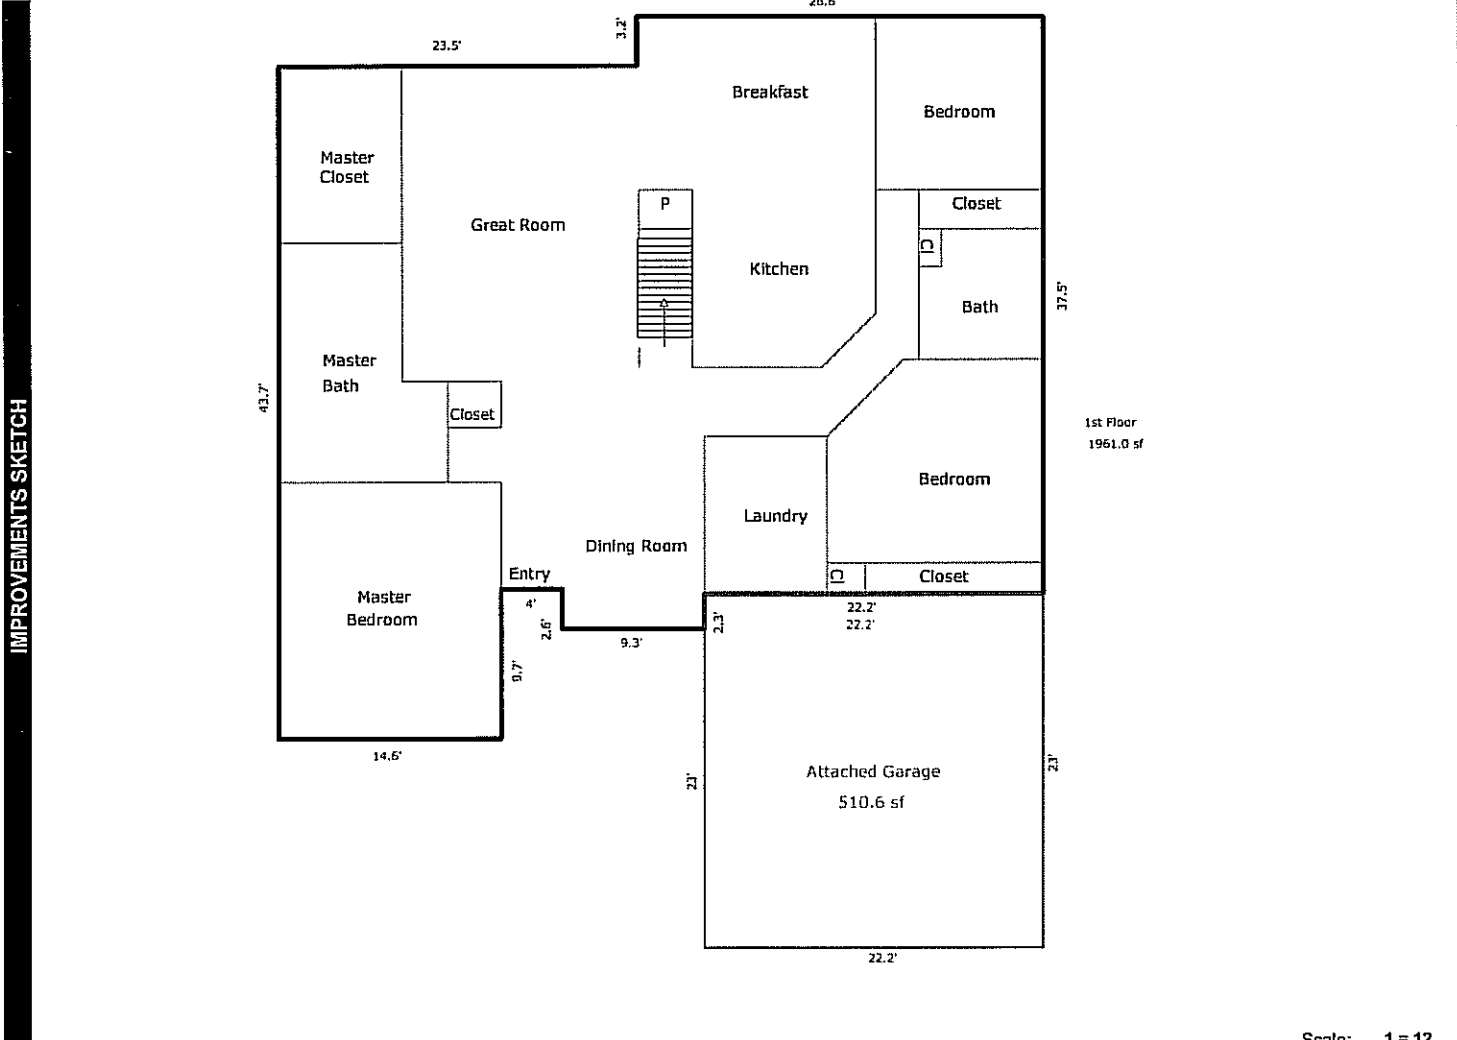 26.6'
23.5'
3.2'
Breakfast
Bedroom
Master
Closet
P
Closet
Great Room
Cl
Kitchen
Bath
37.5'
Master
Bath
43.7'
Closet
1st Floor
1961.0 sf
IMPROVEMENTS SKETCH
Bedroom
Laundry
Dining Room
Entry
Cl
Closet
Master
Bedroom
4'
2.6'
9.3'
2.3'
22.2'
22.2'
9.7'
14.6'
23'
Attached Garage
510.6 sf
23'
22.2'
Scale: 1 = 12